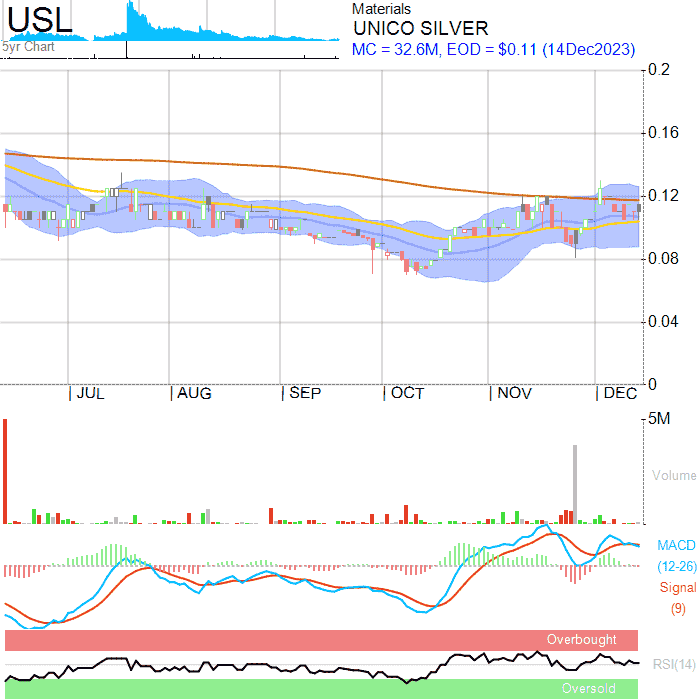 USL
5yr Chart
Materials
UNICO SILVER
MC = 32.6M, EOD = $0.11 (14Dec2023)
0.2
0.16
0.12
0.08
0.04
0
| JUL | AUG | SEP | OCT | NOV | DEC
5M
Volume
MACD
(12-26)
Signal
(9)
Overbought
RSI(14)
Oversold